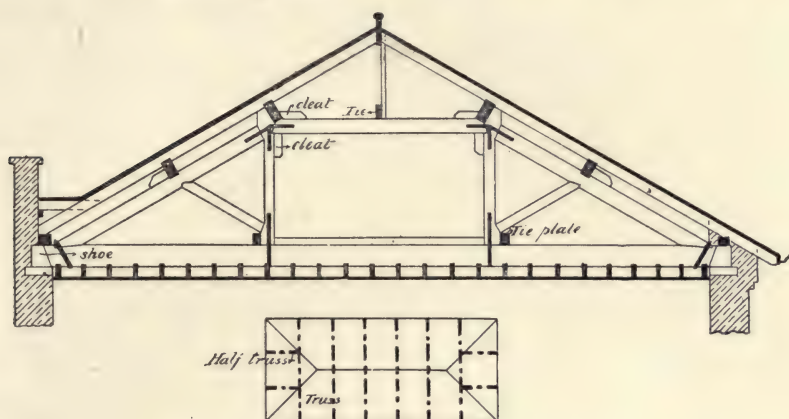 cleat
Tie
cleat
Tie plate
shoe
Half truss
Truss